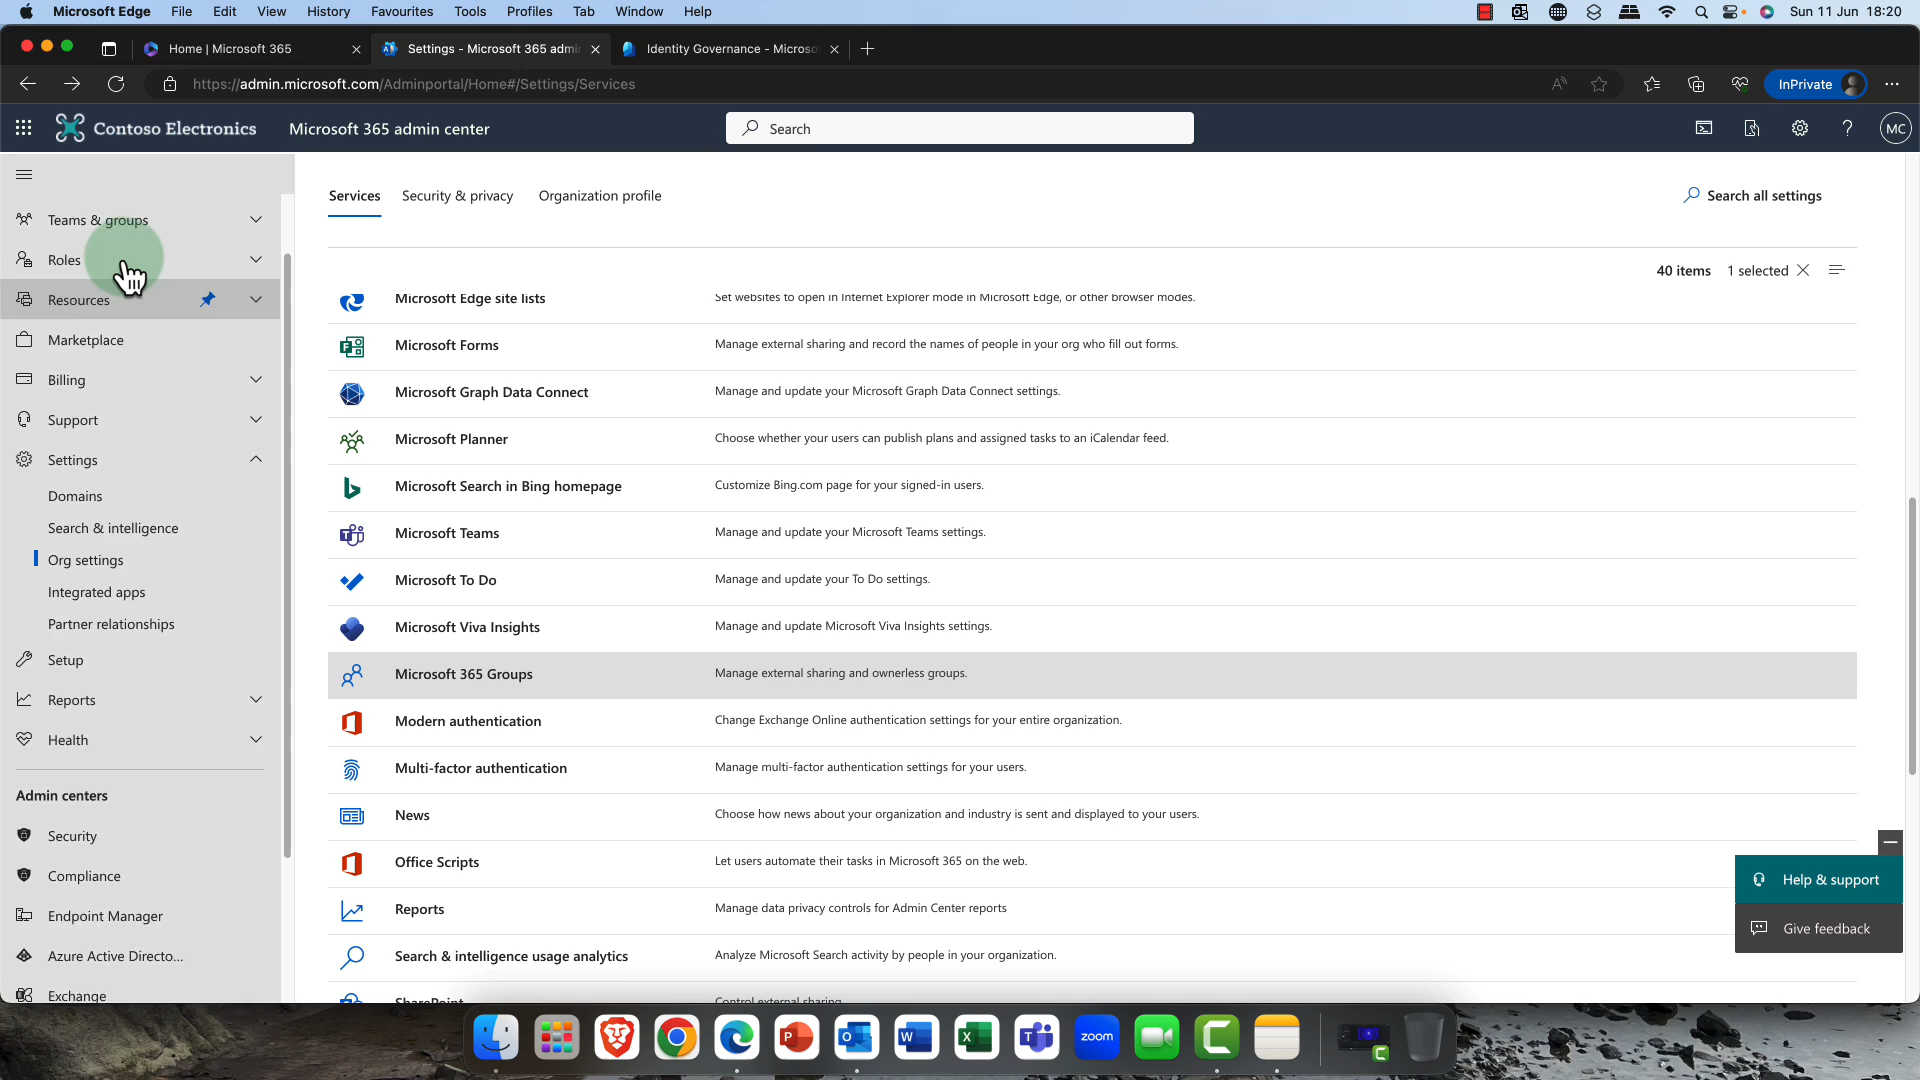 Microsoft Edge File Edit View History Favourites Tools Profiles Tab Window Help Sun 11 Jun 18:20
Home | Microsoft 365 Settings - Microsoft 365 admin Identity Governance - Microso
https://admin.microsoft.com/Adminportal/Home#/Settings/Services InPrivate
Contoso Electronics Microsoft 365 admin center Search MC
Services Security & privacy Organization profile Search all settings
40 items 1 selected
Teams & groups
Roles
Resources
Marketplace
Billing
Support
Settings
Domains
Search & intelligence
Org settings
Integrated apps
Partner relationships
Setup
Reports
Health
Admin centers
Security
Compliance
Endpoint Manager
Azure Active Directo...
Exchange
Microsoft Edge site lists Set websites to open in Internet Explorer mode in Microsoft Edge, or other browser modes.
Microsoft Forms Manage external sharing and record the names of people in your org who fill out forms.
Microsoft Graph Data Connect Manage and update your Microsoft Graph Data Connect settings.
Microsoft Planner Choose whether your users can publish plans and assigned tasks to an iCalendar feed.
Microsoft Search in Bing homepage Customize Bing.com page for your signed-in users.
Microsoft Teams Manage and update your Microsoft Teams settings.
Microsoft To Do Manage and update your To Do settings.
Microsoft Viva Insights Manage and update Microsoft Viva Insights settings.
Microsoft 365 Groups Manage external sharing and ownerless groups.
Modern authentication Change Exchange Online authentication settings for your entire organization.
Multi-factor authentication Manage multi-factor authentication settings for your users.
News Choose how news about your organization and industry is sent and displayed to your users.
Office Scripts Let users automate their tasks in Microsoft 365 on the web.
Reports Manage data privacy controls for Admin Center reports
Search & intelligence usage analytics Analyze Microsoft Search activity by people in your organization.
SharePoint Control external sharing
Help & support
Give feedback
zoom